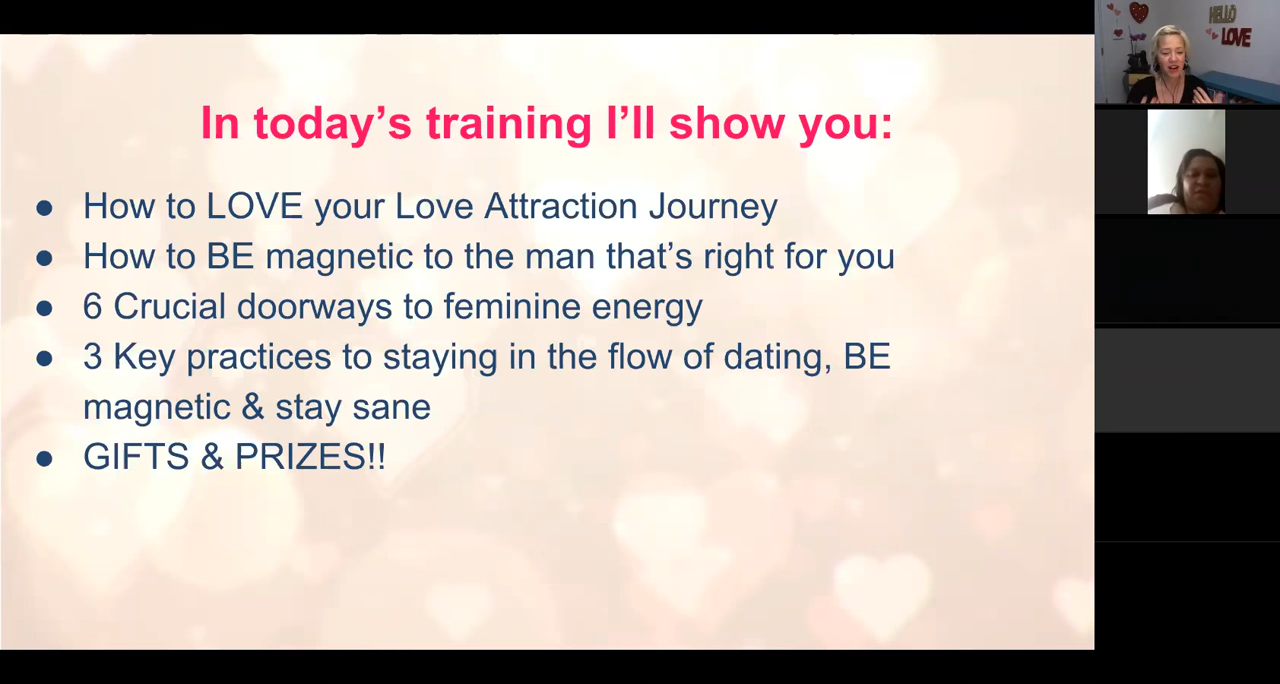 In today’s training I’ll show you:
● How to LOVE your Love Attraction Journey
● How to BE magnetic to the man that’s right for you
● 6 Crucial doorways to feminine energy
● 3 Key practices to staying in the flow of dating, BE
magnetic & stay sane
● GIFTS & PRIZES!!
HELLO
LOVE